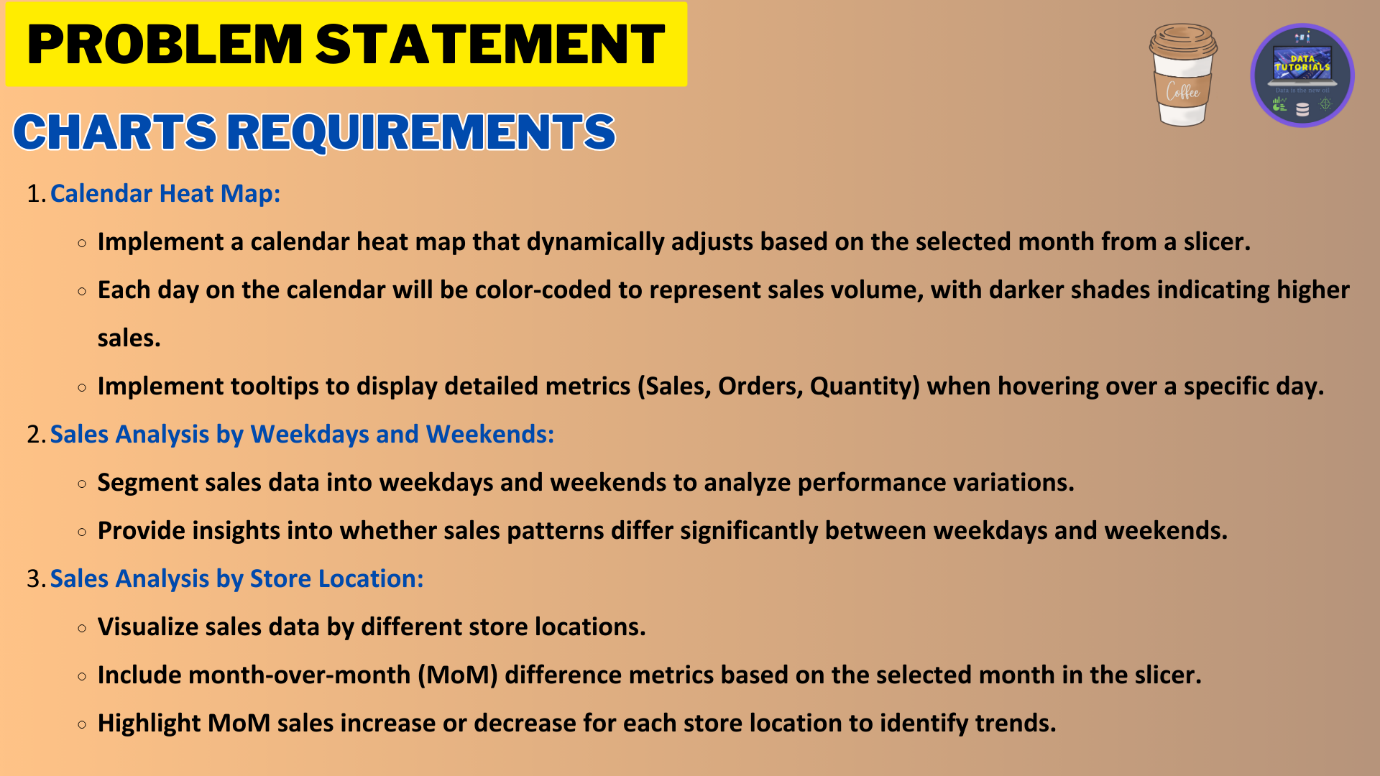 PROBLEM STATEMENT
Coffee
DATA
TUTORIALS
Data is the new oil
CHARTS REQUIREMENTS
1. Calendar Heat Map:
○ Implement a calendar heat map that dynamically adjusts based on the selected month from a slicer.
○ Each day on the calendar will be color-coded to represent sales volume, with darker shades indicating higher
sales.
○ Implement tooltips to display detailed metrics (Sales, Orders, Quantity) when hovering over a specific day.
2. Sales Analysis by Weekdays and Weekends:
○ Segment sales data into weekdays and weekends to analyze performance variations.
○ Provide insights into whether sales patterns differ significantly between weekdays and weekends.
3. Sales Analysis by Store Location:
○ Visualize sales data by different store locations.
○ Include month-over-month (MoM) difference metrics based on the selected month in the slicer.
○ Highlight MoM sales increase or decrease for each store location to identify trends.